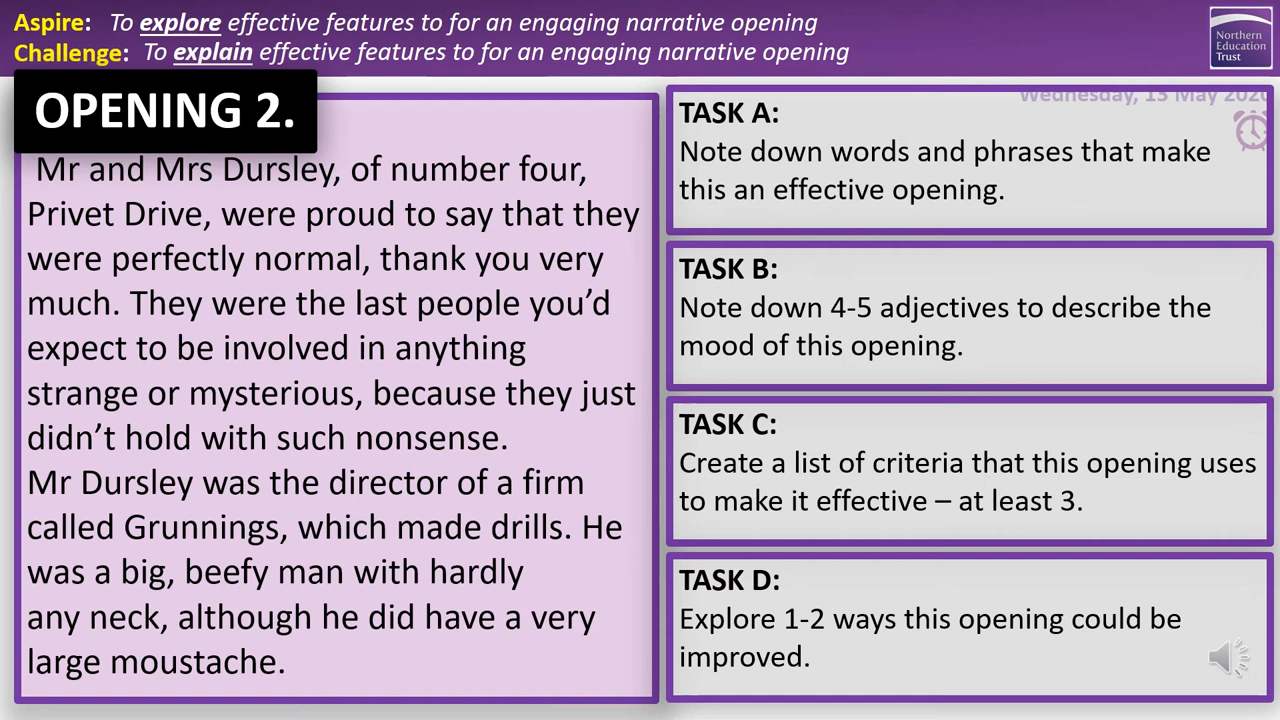 Aspire: To explore effective features to for an engaging narrative opening
Challenge: To explain effective features to for an engaging narrative opening
Northern
Education
Trust
OPENING 2.
Mr and Mrs Dursley, of number four,
Privet Drive, were proud to say that they
were perfectly normal, thank you very
much. They were the last people you’d
expect to be involved in anything
strange or mysterious, because they just
didn’t hold with such nonsense.
Mr Dursley was the director of a firm
called Grunnings, which made drills. He
was a big, beefy man with hardly
any neck, although he did have a very
large moustache.
Wednesday, 13 May 2020
TASK A:
Note down words and phrases that make
this an effective opening.
TASK B:
Note down 4-5 adjectives to describe the
mood of this opening.
TASK C:
Create a list of criteria that this opening uses
to make it effective – at least 3.
TASK D:
Explore 1-2 ways this opening could be
improved.